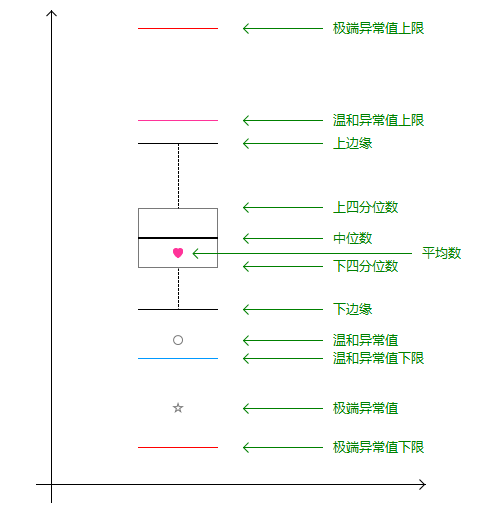 极端异常值上限
温和异常值上限
上边缘
上四分位数
中位数
平均数
下四分位数
下边缘
温和异常值
温和异常值下限
极端异常值
极端异常值下限